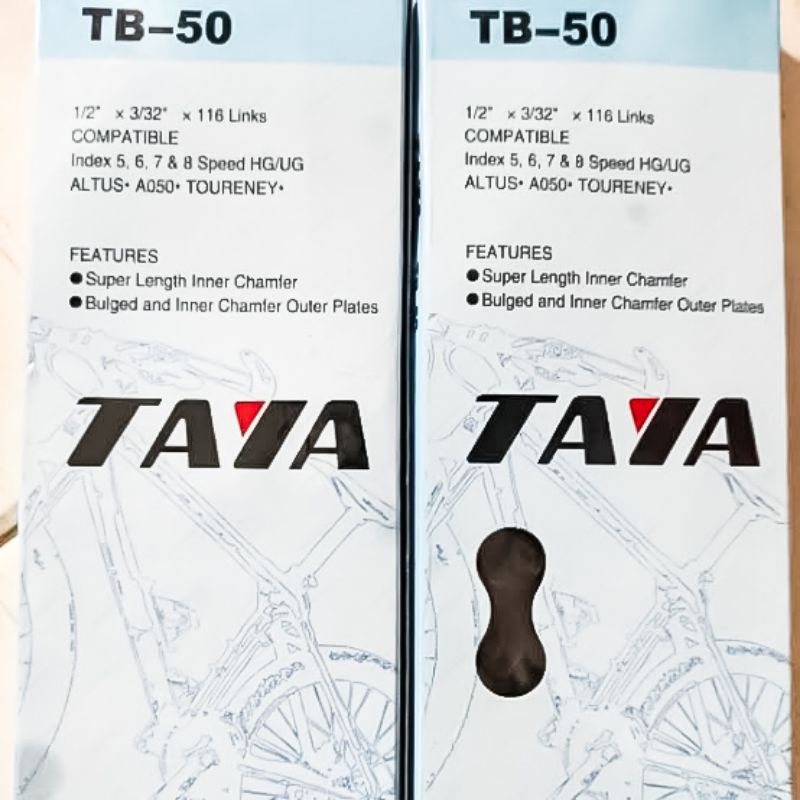 TB-50
1/2" x 3/32" x 116 Links
COMPATIBLE
Index 5, 6, 7 & 8 Speed HG/UG
ALTUS• A050• TOURENEY•
FEATURES
● Super Length Inner Chamfer
● Bulged and Inner Chamfer Outer Plates
TAYA
TB-50
1/2" x 3/32" x 116 Links
COMPATIBLE
Index 5, 6, 7 & 8 Speed HG/UG
ALTUS• A050• TOURENEY•
FEATURES
● Super Length Inner Chamfer
● Bulged and Inner Chamfer Outer Plates
TAYA